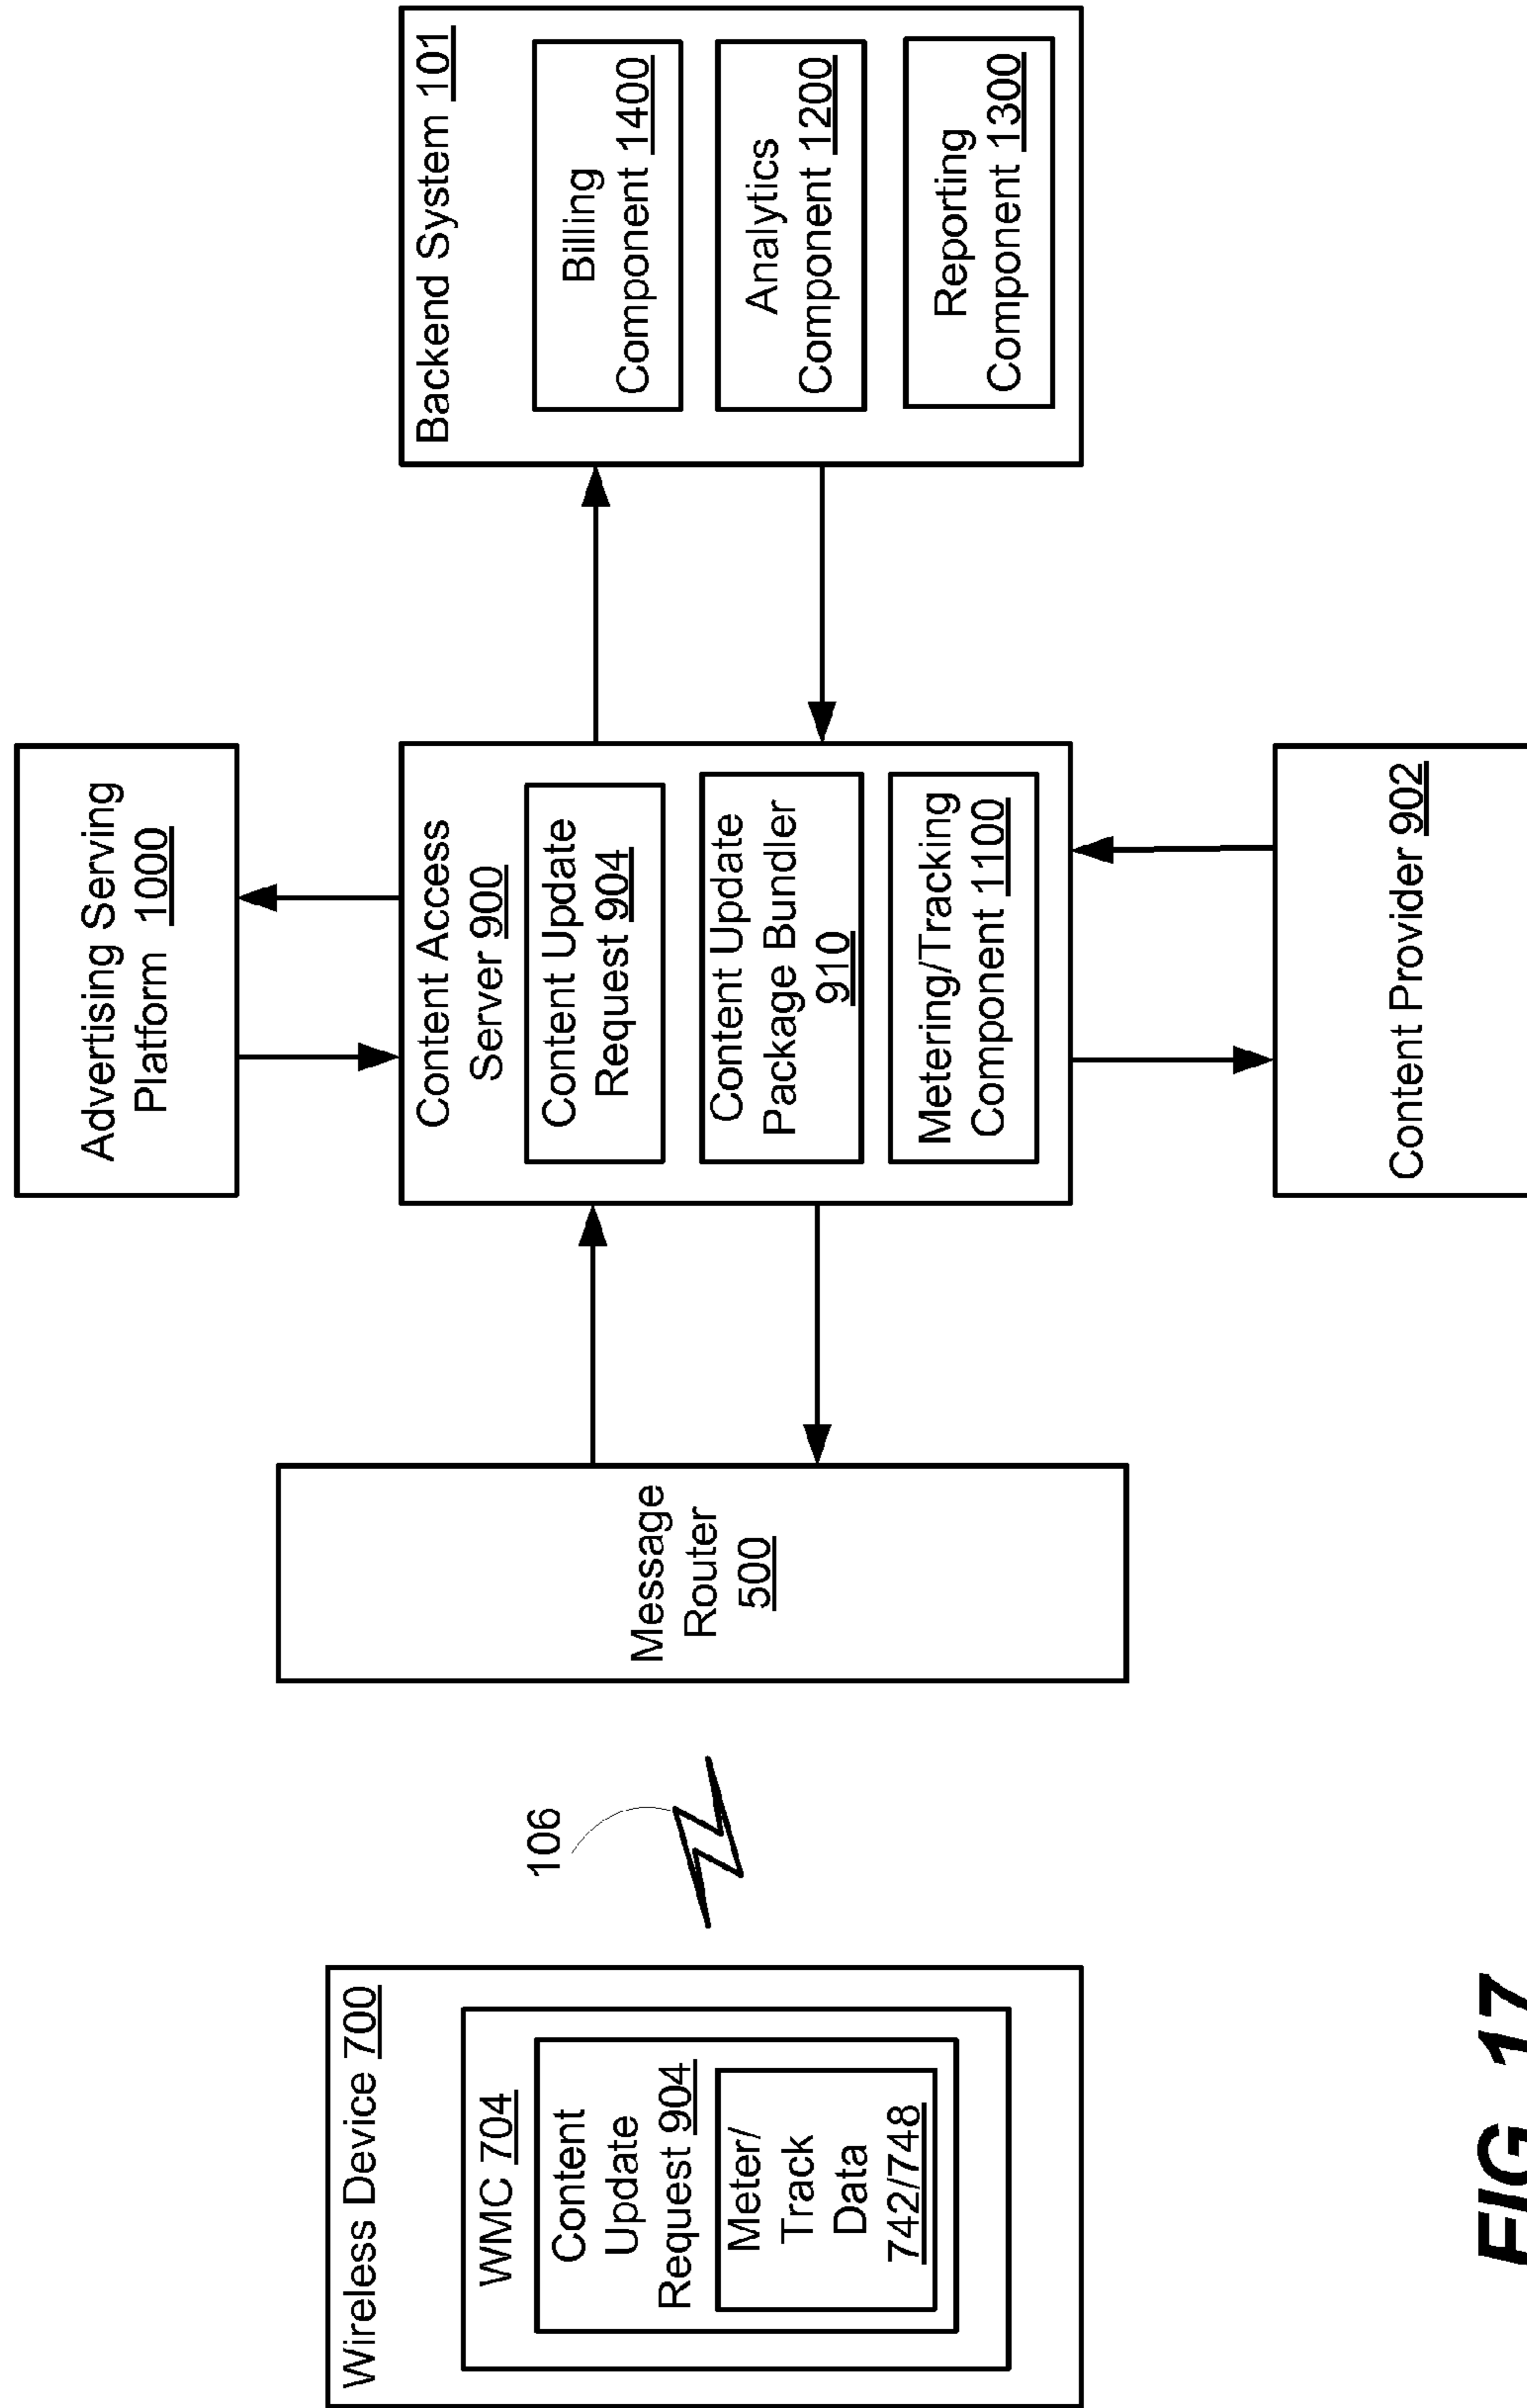 Wireless Device 700
WMC 704
Content
Update
Request 904
Meter/
Track
Data
742/748
106
Message
Router
500
Advertising Serving
Platform 1000
Content Access
Server 900
Content Update
Request 904
Content Update
Package Bundler
910
Metering/Tracking
Component 1100
Content Provider 902
Backend System 101
Billing
Component 1400
Analytics
Component 1200
Reporting
Component 1300
FIG 17